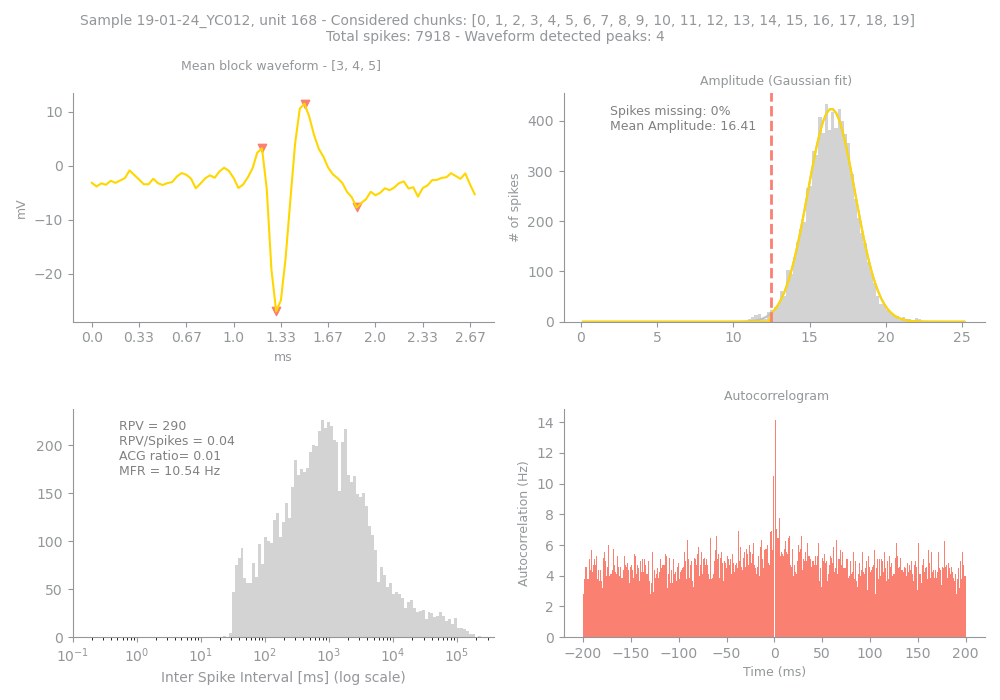 Sample 19-01-24_YC012, unit 168 - Considered chunks: [0, 1, 2, 3, 4, 5, 6, 7, 8, 9, 10, 11, 12, 13, 14, 15, 16, 17, 18, 19]
Total spikes: 7918 - Waveform detected peaks: 4
Mean block waveform - [3, 4, 5]
10
0
−10
−20
mV
0.0 0.33 0.67 1.0 1.33 1.67 2.0 2.33 2.67
ms
Amplitude (Gaussian fit)
Spikes missing: 0%
Mean Amplitude: 16.41
400
300
200
100
0
# of spikes
0 5 10 15 20 25
RPV = 290
RPV/Spikes = 0.04
ACG ratio= 0.01
MFR = 10.54 Hz
200
150
100
50
0
10⁻¹ 10⁰ 10¹ 10² 10³ 10⁴ 10⁵
Inter Spike Interval [ms] (log scale)
Autocorrelogram
14
12
10
8
6
4
2
0
Autocorrelation (Hz)
−200 −150 −100 −50 0 50 100 150 200
Time (ms)